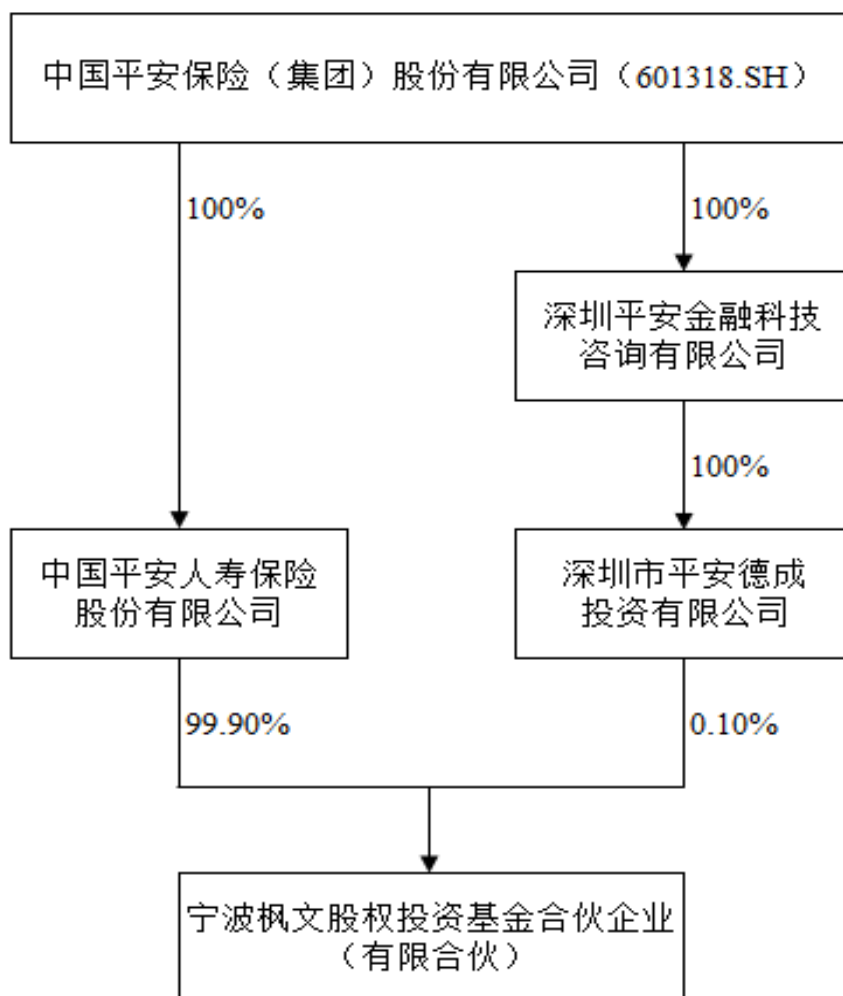 中国平安保险（集团）股份有限公司（601318.SH）
100%
100%
深圳平安金融科技
咨询有限公司
100%
中国平安人寿保险
股份有限公司
深圳市平安德成
投资有限公司
99.90%
0.10%
宁波枫文股权投资基金合伙企业
（有限合伙）